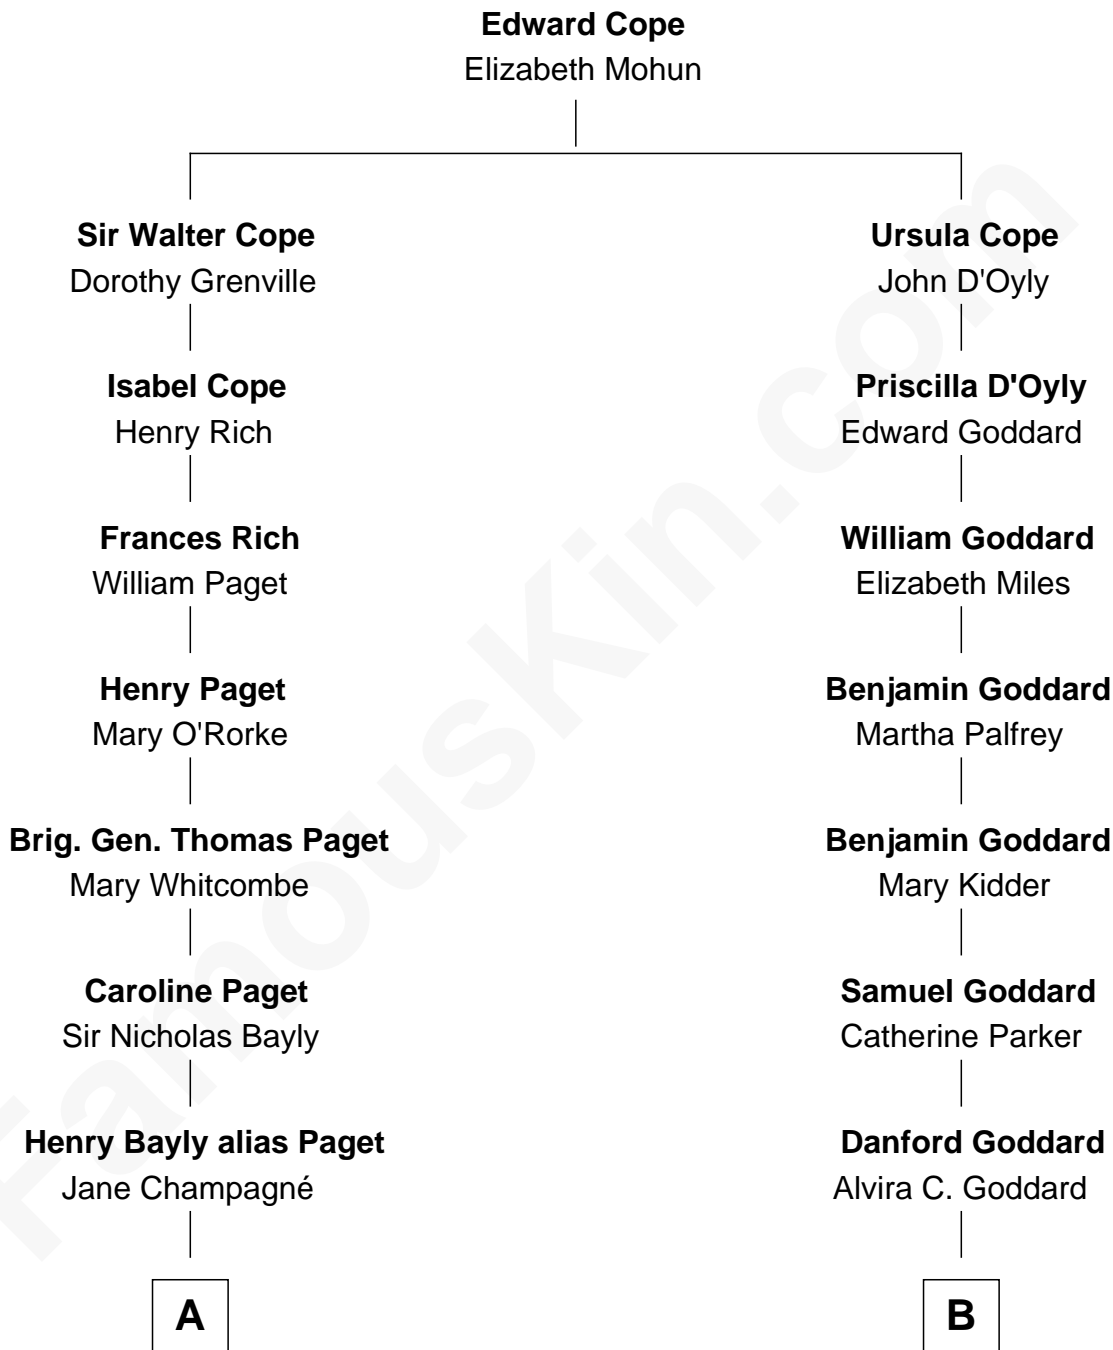 Edward Cope
Elizabeth Mohun
Sir Walter Cope
Dorothy Grenville
Ursula Cope
John D'Oyly
Isabel Cope
Henry Rich
Priscilla D'Oyly
Edward Goddard
Frances Rich
William Paget
William Goddard
Elizabeth Miles
Henry Paget
Mary O'Rorke
Benjamin Goddard
Martha Palfrey
Brig. Gen. Thomas Paget
Mary Whitcombe
Benjamin Goddard
Mary Kidder
Caroline Paget
Sir Nicholas Bayly
Samuel Goddard
Catherine Parker
Henry Bayly alias Paget
Jane Champagné
Danford Goddard
Alvira C. Goddard
A
B
FamousKin.com